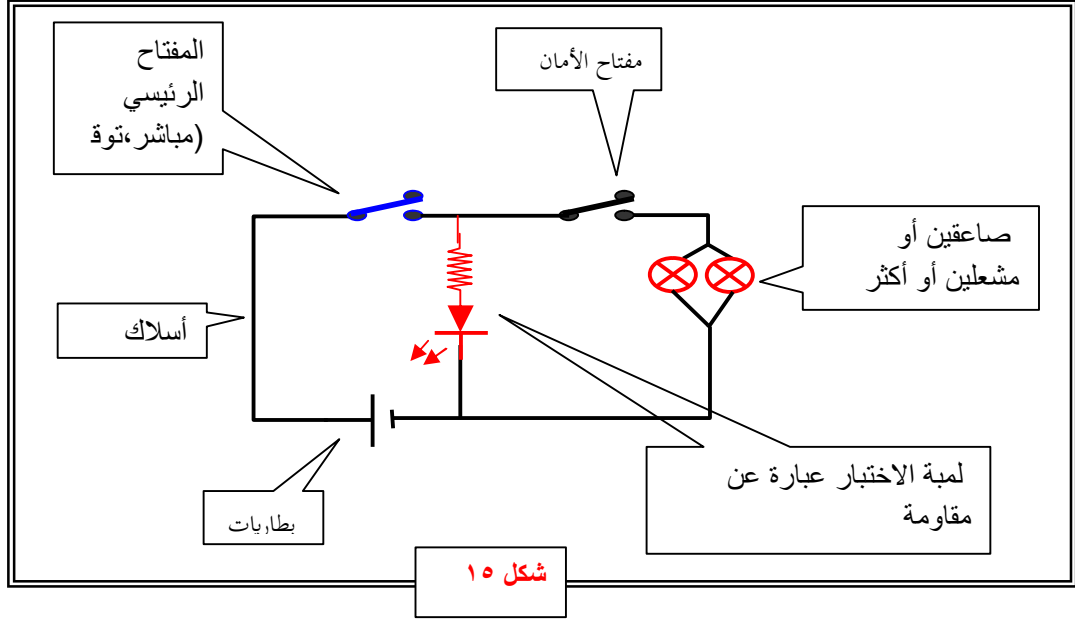 المفتاح
الرئيسي
(مباشر،توق
مفتاح الأمان
صاعقين أو
مشعلين أو أكثر
أسلاك
لمبة الاختبار عبارة عن
مقاومة
بطاريات
شكل ١٥